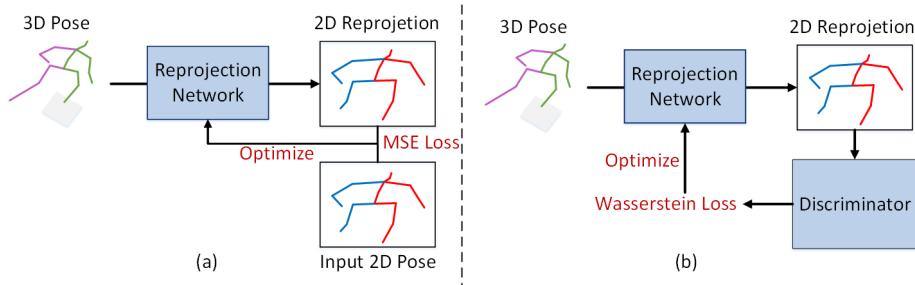 3D Pose
2D Reprojetion
Reprojection
Network
MSE Loss
Optimize
Input 2D Pose
(a)
3D Pose
2D Reprojetion
Reprojection
Network
Optimize
Wasserstein Loss
Discriminator
(b)